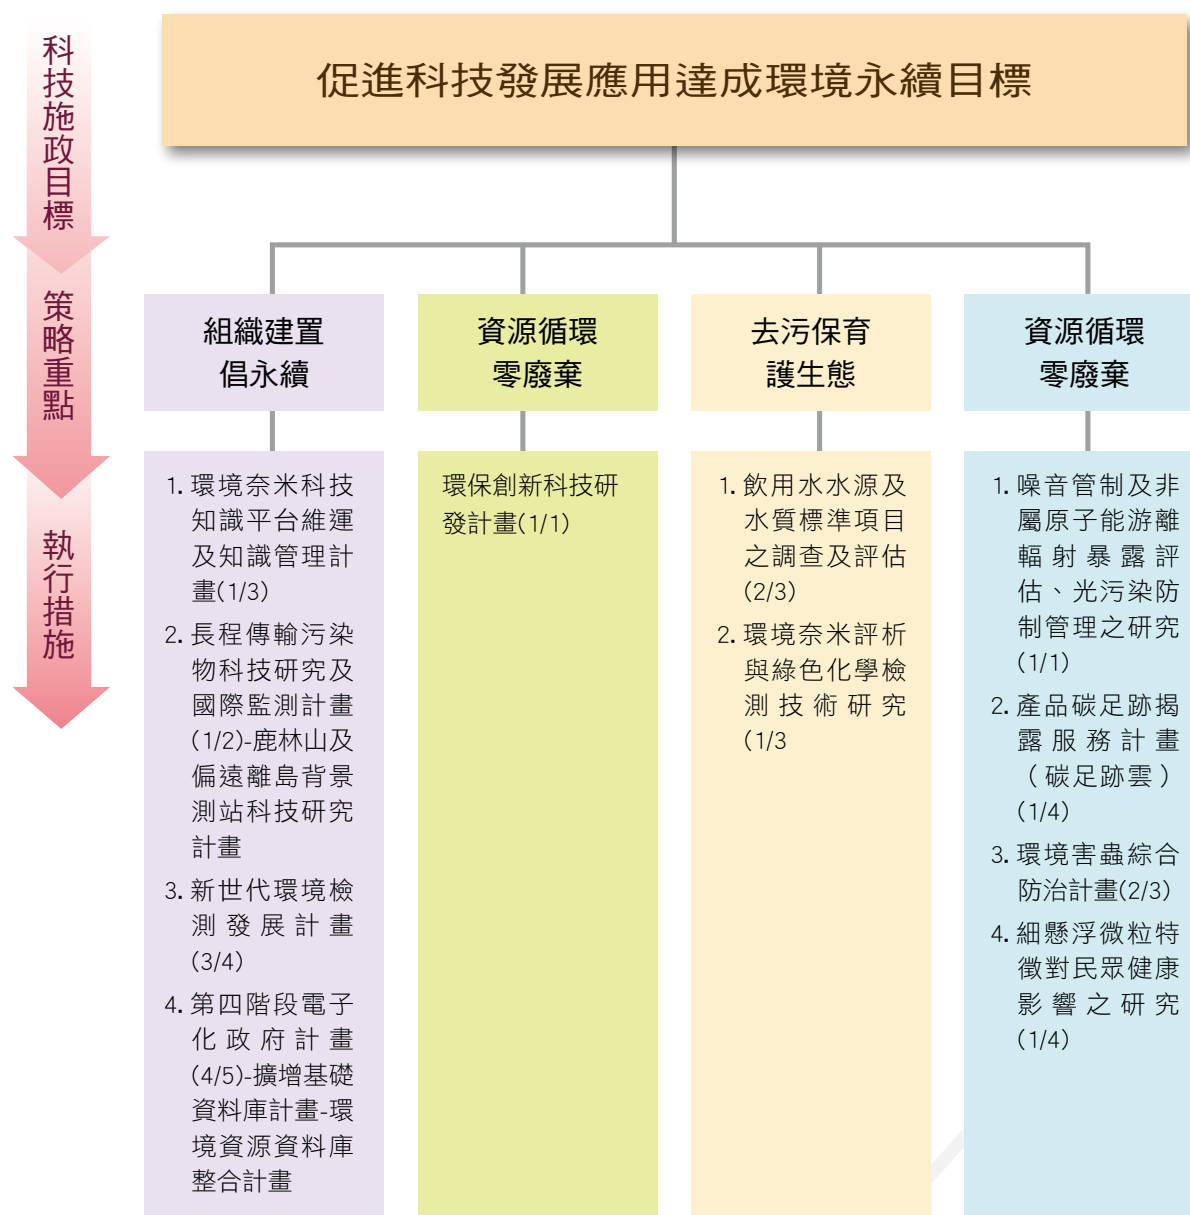 科技施政目標
促進科技發展應用達成環境永續目標
策略重點
組織建置
倡永續
資源循環
零廢棄
去污保育
護生態
資源循環
零廢棄
執行措施
1. 環境奈米科技
知識平台維運
及知識管理計
畫(1/3)
2. 長程傳輸污染
物科技研究及
國際監測計畫
(1/2)-鹿林山及
偏遠離島背景
測站科技研究
計畫
3. 新世代環境檢
測發展計畫
(3/4)
4. 第四階段電子
化政府計畫
(4/5)-擴增基礎
資料庫計畫-環
境資源資料庫
整合計畫
環保創新科技研
發計畫(1/1)
1. 飲用水水源及
水質標準項目
之調查及評估
(2/3)
2. 環境奈米評析
與綠色化學檢
測技術研究
(1/3
1. 噪音管制及非
屬原子能游離
輻射暴露評
估、光污染防
制管理之研究
(1/1)
2. 產品碳足跡揭
露服務計畫
（碳足跡雲）
(1/4)
3. 環境害蟲綜合
防治計畫(2/3)
4. 細懸浮微粒特
徵對民眾健康
影響之研究
(1/4)